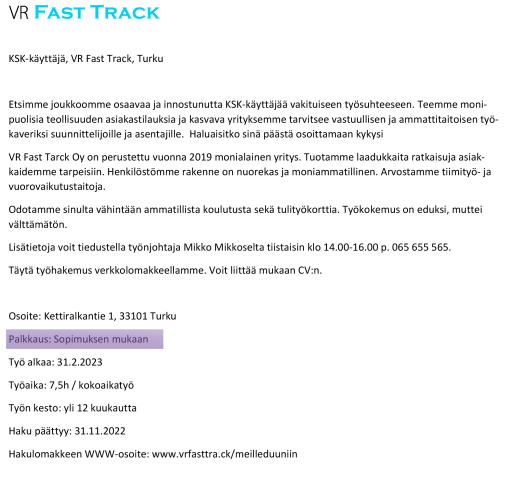 VR FAST TRACK
KSK-käyttäjä, VR Fast Track, Turku
Etsimme joukkoomme osaavaa ja innostunutta KSK-käyttäjää vakituiseen työsuhteeseen. Teemme moni-
puolisia teollisuuden asiakastilauksia ja kasvava yrityksemme tarvitsee vastuullisen ja ammattitaitoisen työ-
kaveriksi suunnittelijoille ja asentajille. Haluaisitko sinä päästä osoittamaan kykysi
VR Fast Tarck Oy on perustettu vuonna 2019 monialainen yritys. Tuotamme laadukkaita ratkaisuja asiak-
kaidemme tarpeisiin. Henkilöstömme rakenne on nuorekas ja moniammatillinen. Arvostamme tiimityö- ja
vuorovaikutustaitoja.
Odotamme sinulta vähintään ammatillista koulutusta sekä tulityökorttia. Työkokemus on eduksi, muttei
välttämätön.
Lisätietoja voit tiedustella työnjohtaja Mikko Mikkoselta tiistaisin klo 14.00-16.00 p. 065 655 565.
Täytä työhakemus verkkolomakkeellamme. Voit liittää mukaan CV:n.
Osoite: Kettiralkantie 1, 33101 Turku
Palkkaus: Sopimuksen mukaan
Työ alkaa: 31.2.2023
Työaika: 7,5h / kokoaikatyö
Työn kesto: yli 12 kuukautta
Haku päättyy: 31.11.2022
Hakulomakkeen WWW-osoite: www.vrfasttra.ck/meilleduuniin